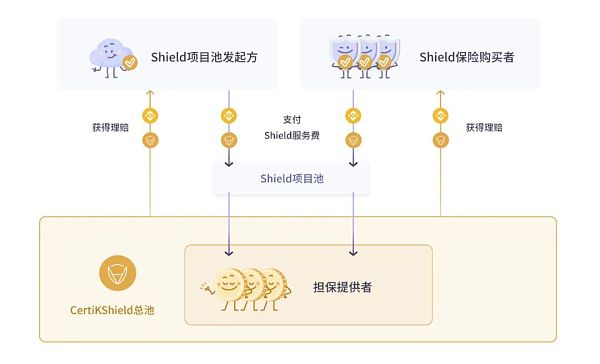 Shield项目池发起方
Shield保险购买者
获得理赔
支付
Shield服务费
获得理赔
Shield项目池
CertiKShield总池
担保提供者